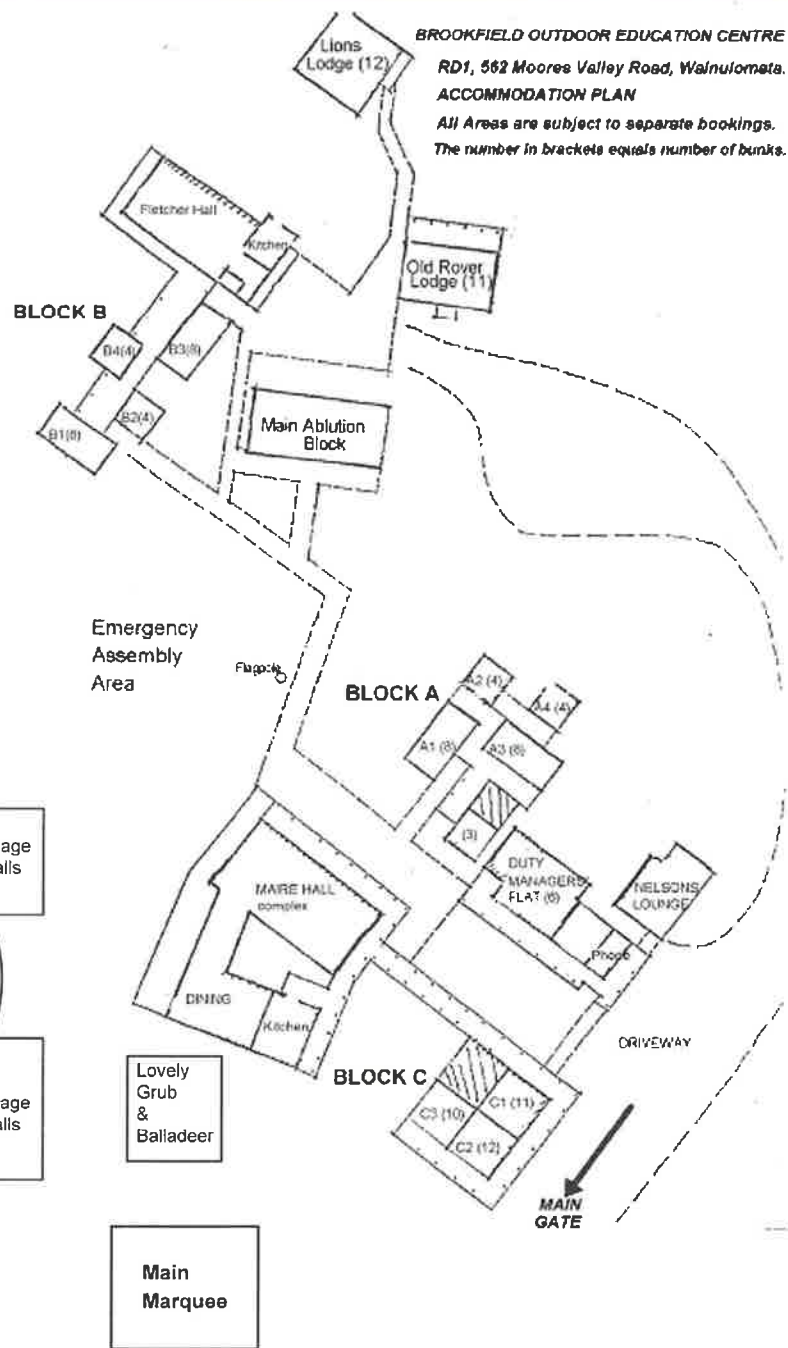 BROOKFIELD OUTDOOR EDUCATION CENTRE
RD1, 562 Moores Valley Road, Wainuiomata.
ACCOMMODATION PLAN
All Areas are subject to separate bookings.
The number in brackets equals number of bunks.
Lions
Lodge (12)
Fletcher Hall
Kitchen
Old Rover
Lodge (11)
BLOCK B
B4(4)
B3(8)
B2(4)
B1(8)
Main Ablution
Block
Emergency
Assembly
Area
Flagpole
BLOCK A
A2 (4)
A4 (4)
A1 (8)
A3 (8)
(3)
DUTY
MANAGERS
FLAT (6)
NELSONS
LOUNGE
Phone
MAIRE HALL
complex
DINING
Kitchen
DRIVEWAY
BLOCK C
C1 (11)
C3 (10)
C2 (12)
MAIN
GATE
age
alls
age
alls
Lovely
Grub
&
Balladeer
Main
Marquee